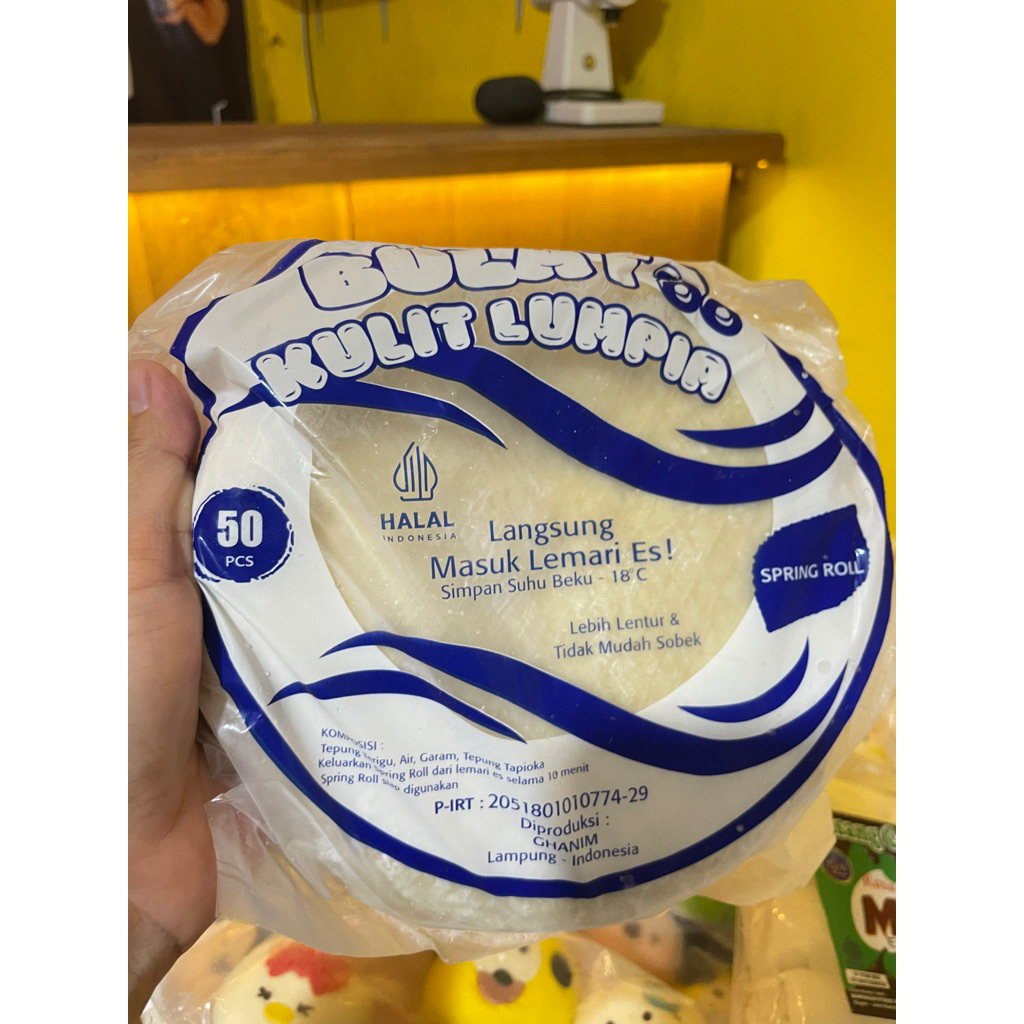 KULIT LUMPIA
HALAL
INDONESIA
50
PCS
Langsung
Masuk Lemari Es!
Simpan Suhu Beku - 18°C
SPRING ROLL
Lebih Lentur &
Tidak Mudah Sobek
KOMPOSISI :
Tepung Terigu, Air, Garam, Tepung Tapioka
Keluarkan Spring Roll dari lemari es selama 10 menit
Spring Roll siap digunakan
P-IRT : 2051801010774-29
Diproduksi :
GHANIM
Lampung - Indonesia